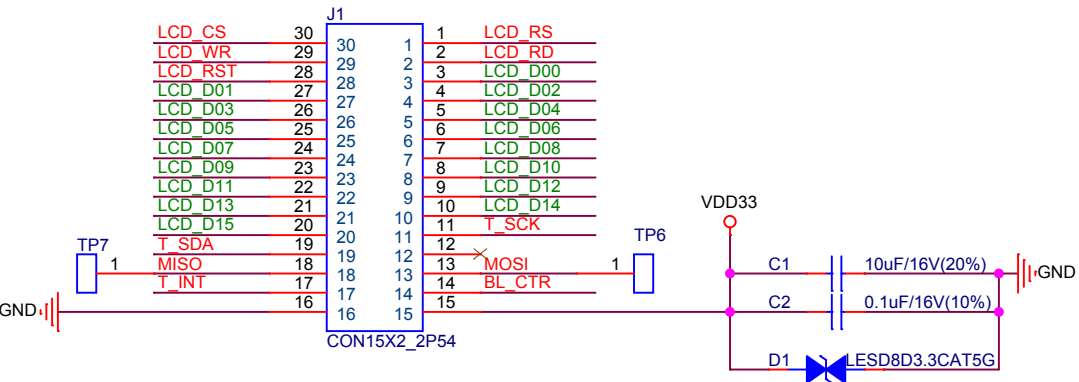 J1
LCD_CS 30 30 1 1 LCD_RS
LCD_WR 29 29 2 2 LCD_RD
LCD_RST 28 28 3 3 LCD_D00
LCD_D01 27 27 4 4 LCD_D02
LCD_D03 26 26 5 5 LCD_D04
LCD_D05 25 25 6 6 LCD_D06
LCD_D07 24 24 7 7 LCD_D08
LCD_D09 23 23 8 8 LCD_D10
LCD_D11 22 22 9 9 LCD_D12
LCD_D13 21 21 10 10 LCD_D14
LCD_D15 20 20 11 11 T_SCK
T_SDA 19 19 12 12
TP7 1 MISO 18 18 13 13 MOSI 1 TP6
T_INT 17 17 14 14 BL_CTR
GND 16 16 15 15
CON15X2_2P54
VDD33
C1 10uF/16V(20%) GND
C2 0.1uF/16V(10%)
D1 LESD8D3.3CAT5G